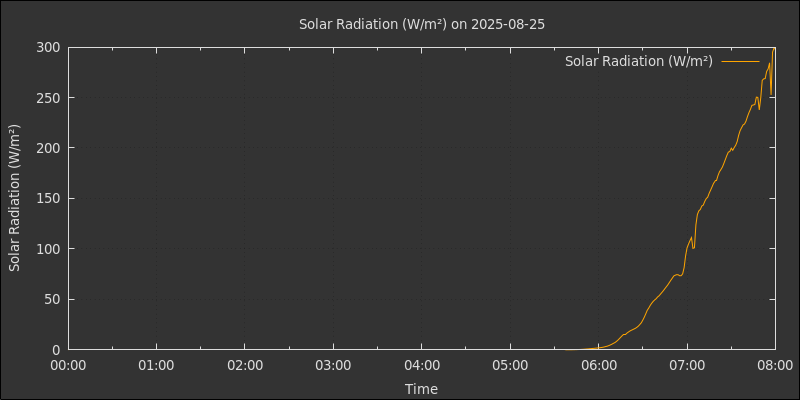 Solar Radiation (W/m²) on 2025-08-25
300
Solar Radiation (W/m²)
250
200
150
100
50
0
Solar Radiation (W/m²)
00:00 01:00 02:00 03:00 04:00 05:00 06:00 07:00 08:00
Time